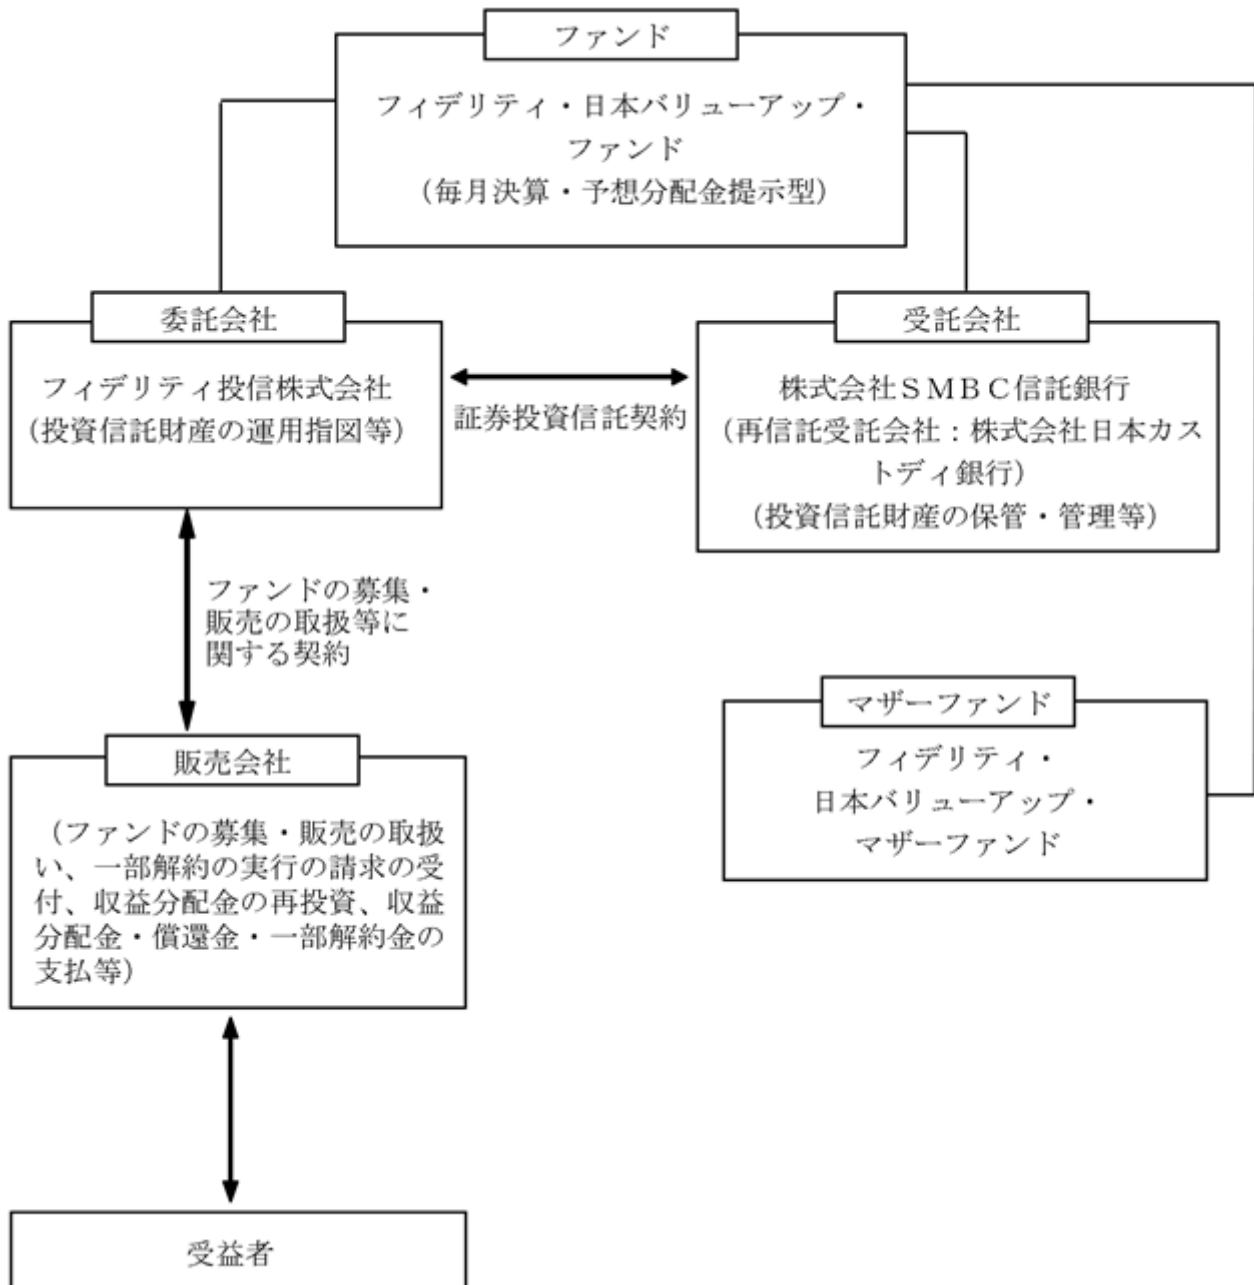 ファンド
フィデリティ・日本バリューアップ・
ファンド
（毎月決算・予想分配金提示型）
委託会社
フィデリティ投信株式会社
（投資信託財産の運用指図等）
証券投資信託契約
受託会社
株式会社ＳＭＢＣ信託銀行
（再信託受託会社：株式会社日本カス
トディ銀行）
（投資信託財産の保管・管理等）
ファンドの募集・
販売の取扱等に
関する契約
マザーファンド
フィデリティ・
日本バリューアップ・
マザーファンド
販売会社
（ファンドの募集・販売の取扱
い、一部解約の実行の請求の受
付、収益分配金の再投資、収益
分配金・償還金・一部解約金の
支払等）
受益者